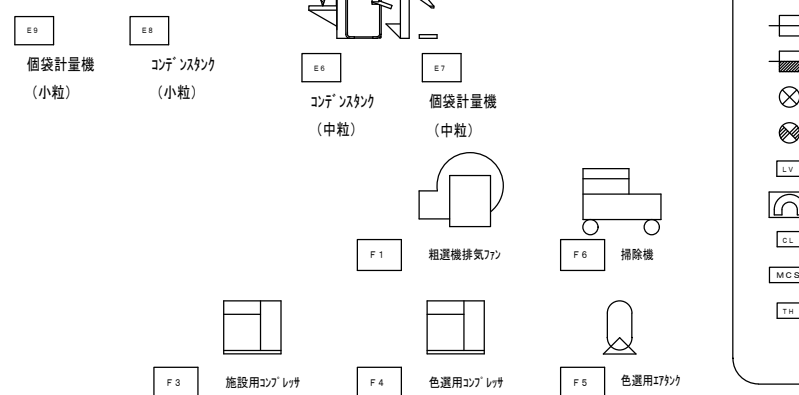 E9
E8
個袋計量機
(小粒)
ｺﾝﾃﾞﾝｽﾀﾝｸ
(小粒)
E6
E7
ｺﾝﾃﾞﾝｽﾀﾝｸ
(中粒)
個袋計量機
(中粒)
F1
粗選機排気ﾌｧﾝ
F6
掃除機
F3
施設用ｺﾝﾌﾟﾚｯｻ
F4
色選用ｺﾝﾌﾟﾚｯｻ
F5
色選用ｴｱﾀﾝｸ
LV
CL
MCS
TH